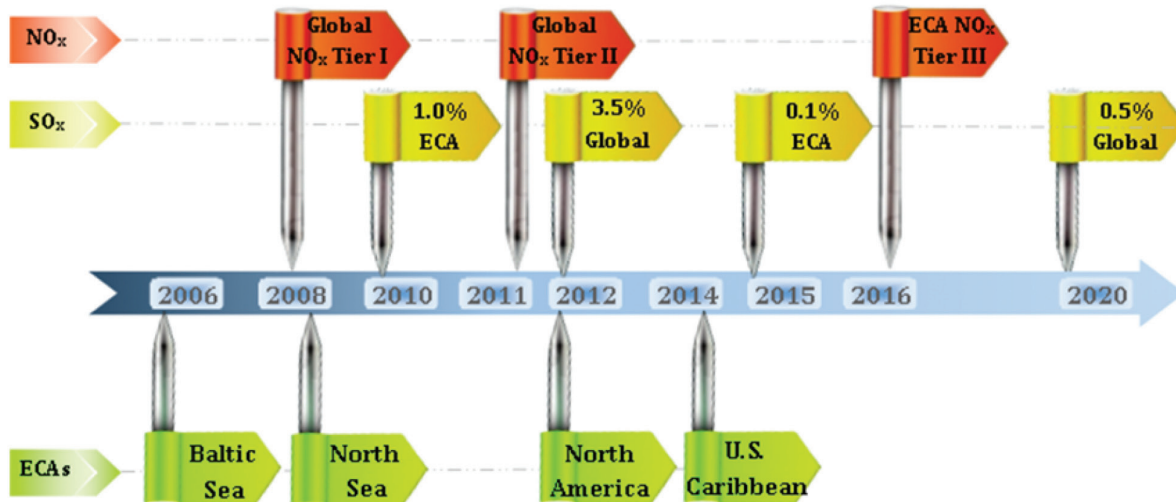 NOₓ
Global
NOₓ Tier I
Global
NOₓ Tier II
ECA NOₓ
Tier III
SOₓ
1.0%
ECA
3.5%
Global
0.1%
ECA
0.5%
Global
2006 2008 2010 2011 2012 2014 2015 2016 2020
ECAs
Baltic
Sea
North
Sea
North
America
U.S.
Caribbean